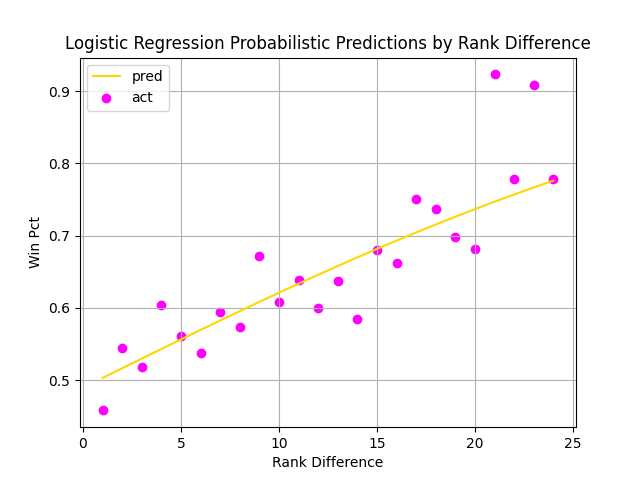 Logistic Regression Probabilistic Predictions by Rank Difference
pred
act
0.9
0.8
0.7
0.6
0.5
Win Pct
0 5 10 15 20 25
Rank Difference